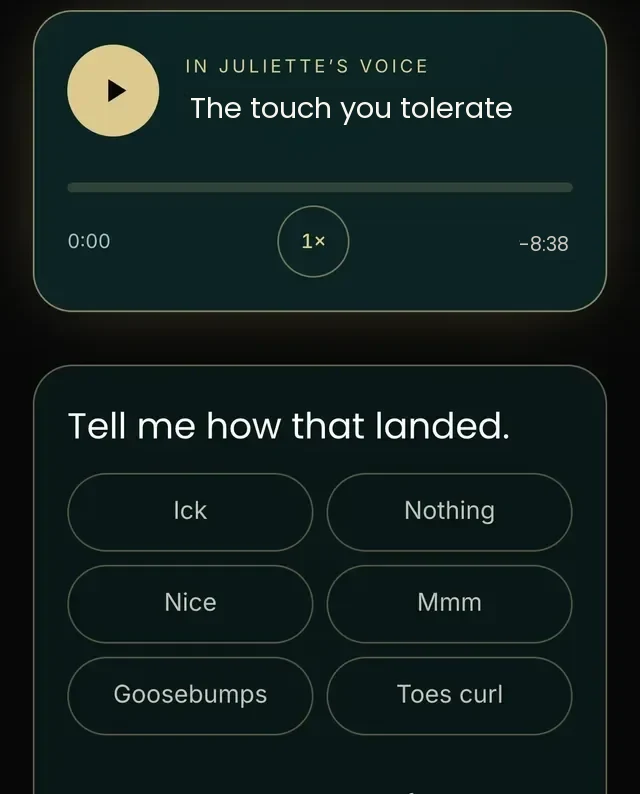 IN JULIETTE’S VOICE
The touch you tolerate
0:00
1×
−8:38
Tell me how that landed.
Ick
Nothing
Nice
Mmm
Goosebumps
Toes curl